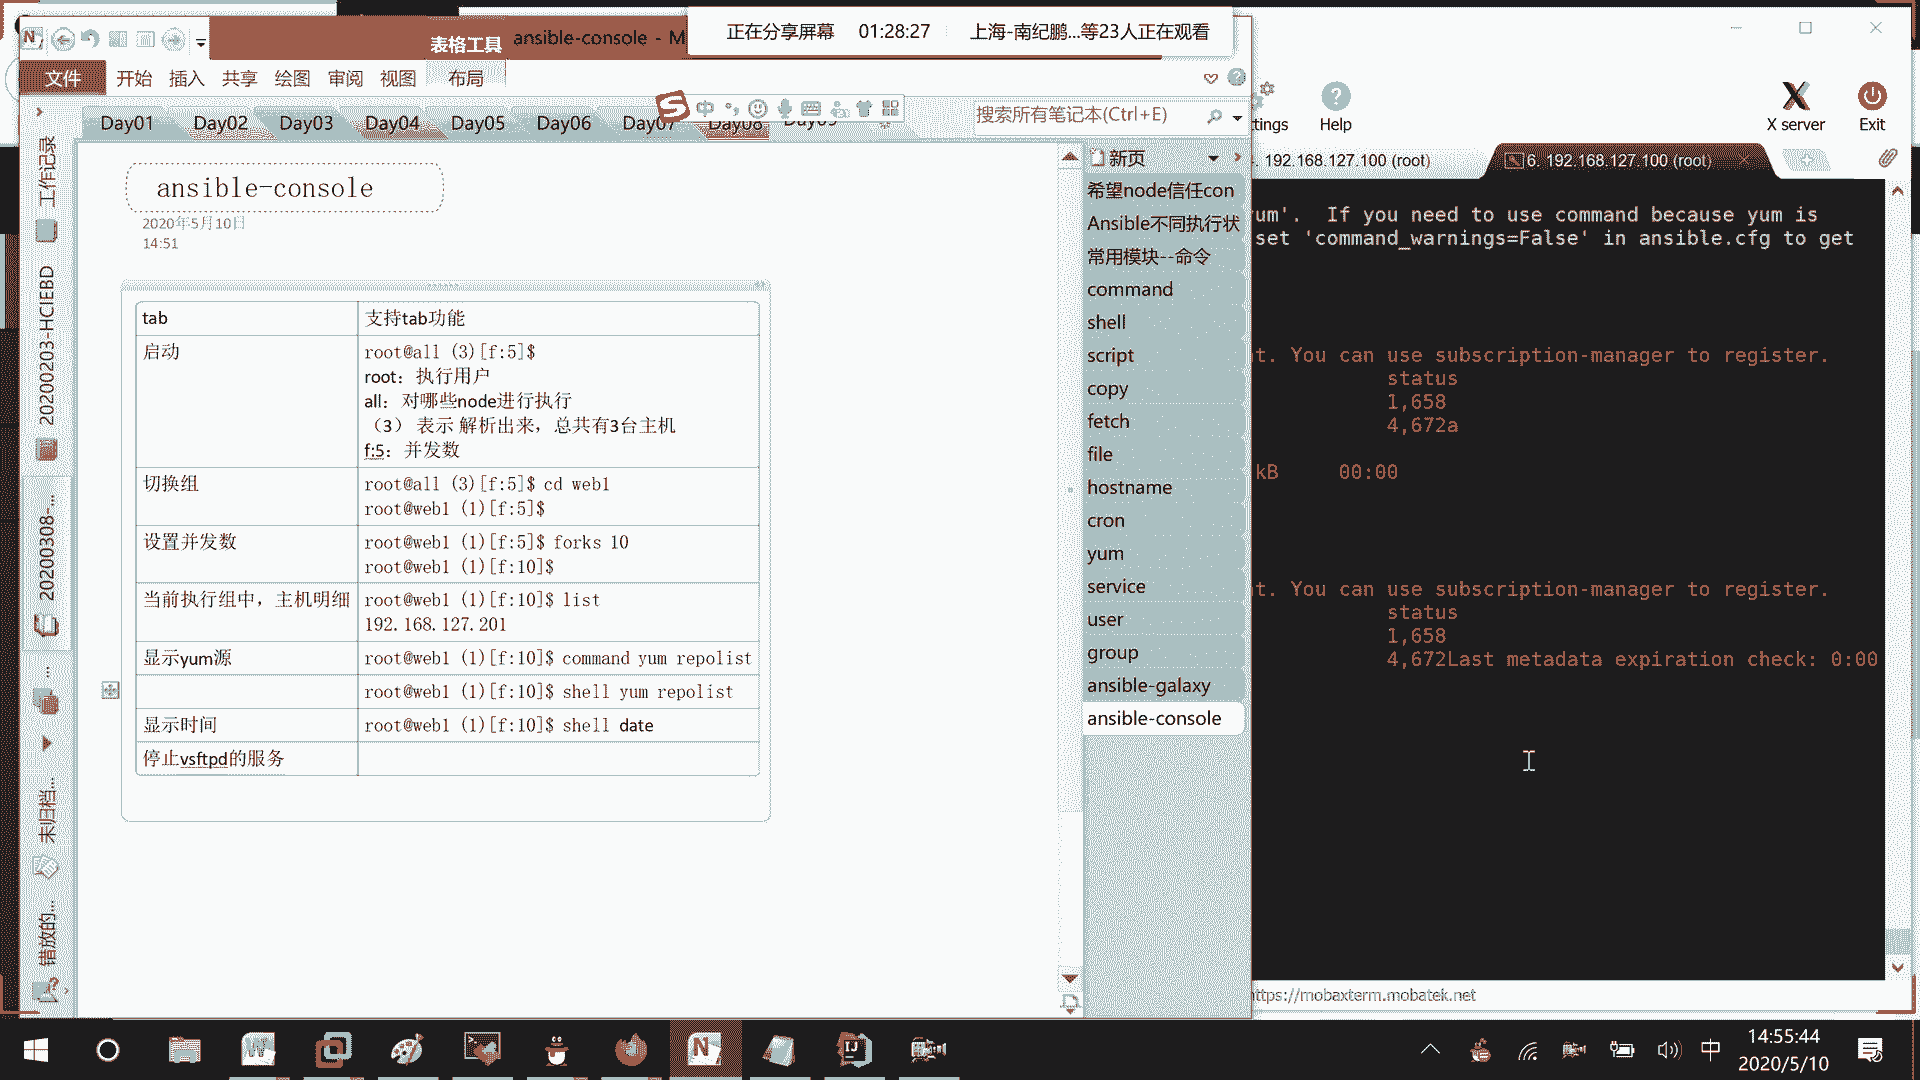 表格工具
ansible-console - M
正在分享屏幕 01:28:27 上海-南纪鹏...等23人正在观看
文件 开始 插入 共享 绘图 审阅 视图 布局
Day01 Day02 Day03 Day04 Day05 Day06 Day07 Day08
中
搜索所有笔记本(Ctrl+E)
工作记录
20200203-HCIEBD
20200308-...
未归档...
错放的...
ansible-console
2020年5月10日
14:51
tab 支持tab功能
启动 root@all (3)[f:5]$
root：执行用户
all：对哪些node进行执行
（3） 表示 解析出来，总共有3台主机
f:5：并发数
切换组 root@all (3)[f:5]$ cd web1
root@web1 (1)[f:5]$
设置并发数 root@web1 (1)[f:5]$ forks 10
root@web1 (1)[f:10]$
当前执行组中，主机明细 root@web1 (1)[f:10]$ list
192.168.127.201
显示yum源 root@web1 (1)[f:10]$ command yum repolist
root@web1 (1)[f:10]$ shell yum repolist
显示时间 root@web1 (1)[f:10]$ shell date
停止vsftpd的服务
新页
希望node信任con
Ansible不同执行状
常用模块--命令
command
shell
script
copy
fetch
file
hostname
cron
yum
service
user
group
ansible-galaxy
ansible-console
tings Help X server Exit
. 192.168.127.100 (root) 6. 192.168.127.100 (root)
yum'. If you need to use command because yum is
set 'command_warnings=False' in ansible.cfg to get
t. You can use subscription-manager to register.
status
1,658
4,672a
kB 00:00
t. You can use subscription-manager to register.
status
1,658
4,672Last metadata expiration check: 0:00
https://mobaxterm.mobatek.net
中
14:55:44
2020/5/10